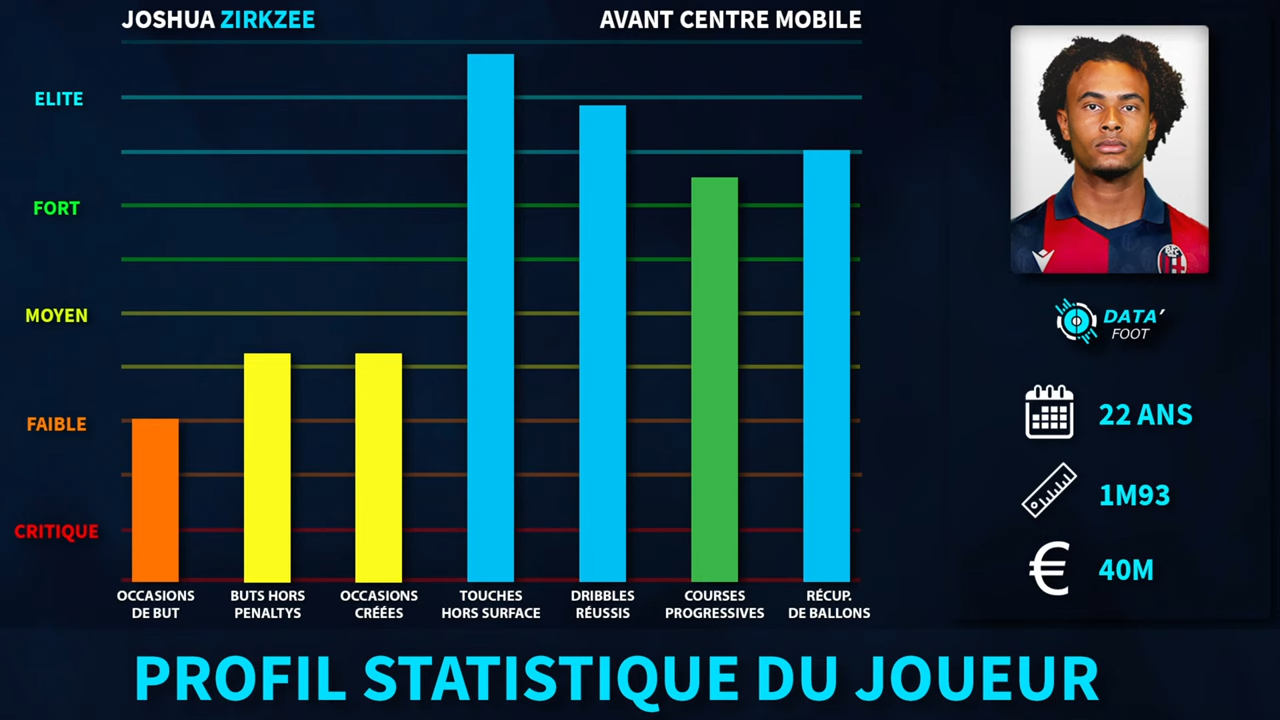 JOSHUA ZIRKZEE
AVANT CENTRE MOBILE
ELITE
FORT
MOYEN
FAIBLE
CRITIQUE
OCCASIONS
DE BUT
BUTS HORS
PENALTYS
OCCASIONS
CRÉÉES
TOUCHES
HORS SURFACE
DRIBBLES
RÉUSSIS
COURSES
PROGRESSIVES
RÉCUP.
DE BALLONS
DATA'
FOOT
22 ANS
1M93
€ 40M
PROFIL STATISTIQUE DU JOUEUR